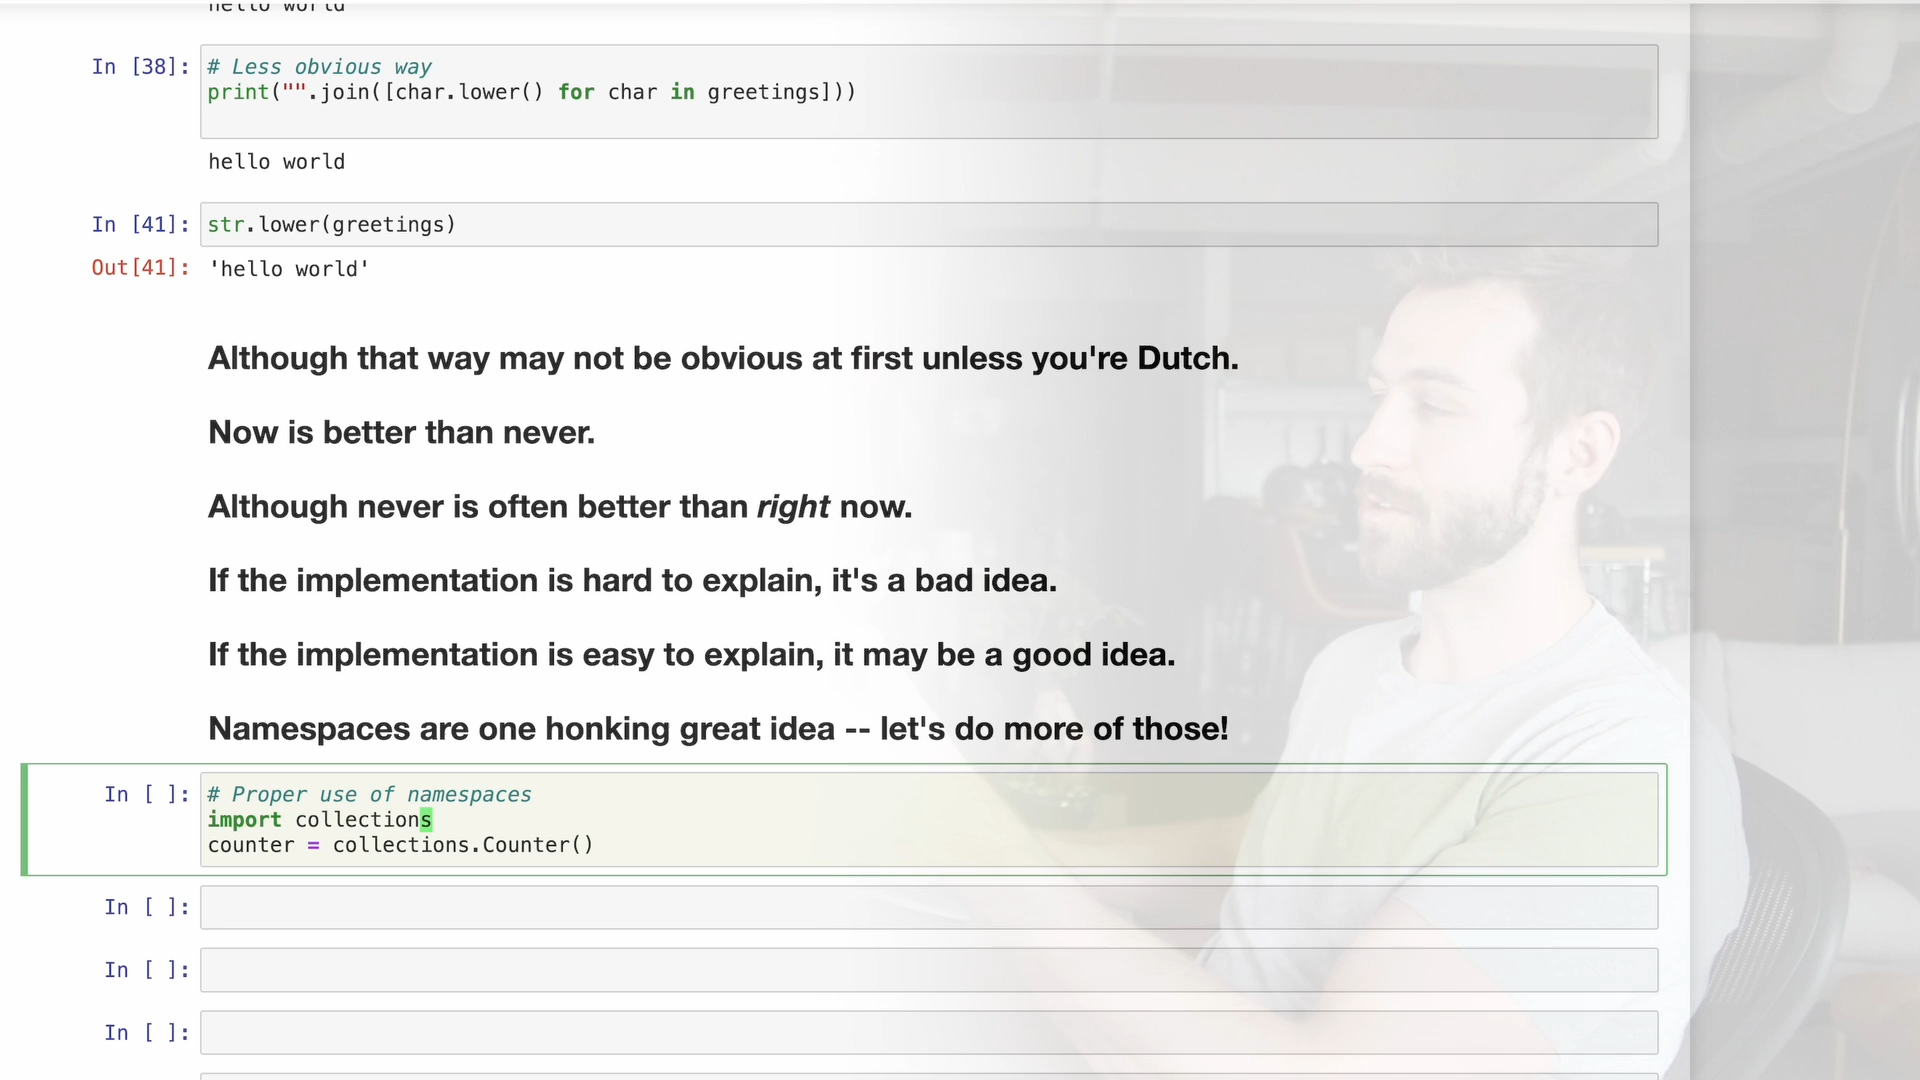 hello world
In [38]: # Less obvious way
print("".join([char.lower() for char in greetings]))
hello world
In [41]: str.lower(greetings)
Out[41]: 'hello world'
Although that way may not be obvious at first unless you're Dutch.
Now is better than never.
Although never is often better than right now.
If the implementation is hard to explain, it's a bad idea.
If the implementation is easy to explain, it may be a good idea.
Namespaces are one honking great idea -- let's do more of those!
In [ ]: # Proper use of namespaces
import collections
counter = collections.Counter()
In [ ]:
In [ ]:
In [ ]: